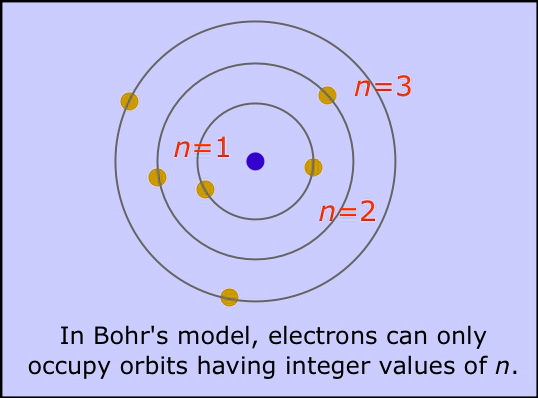 n=3
n=1
n=2
In Bohr's model, electrons can only
occupy orbits having integer values of n.